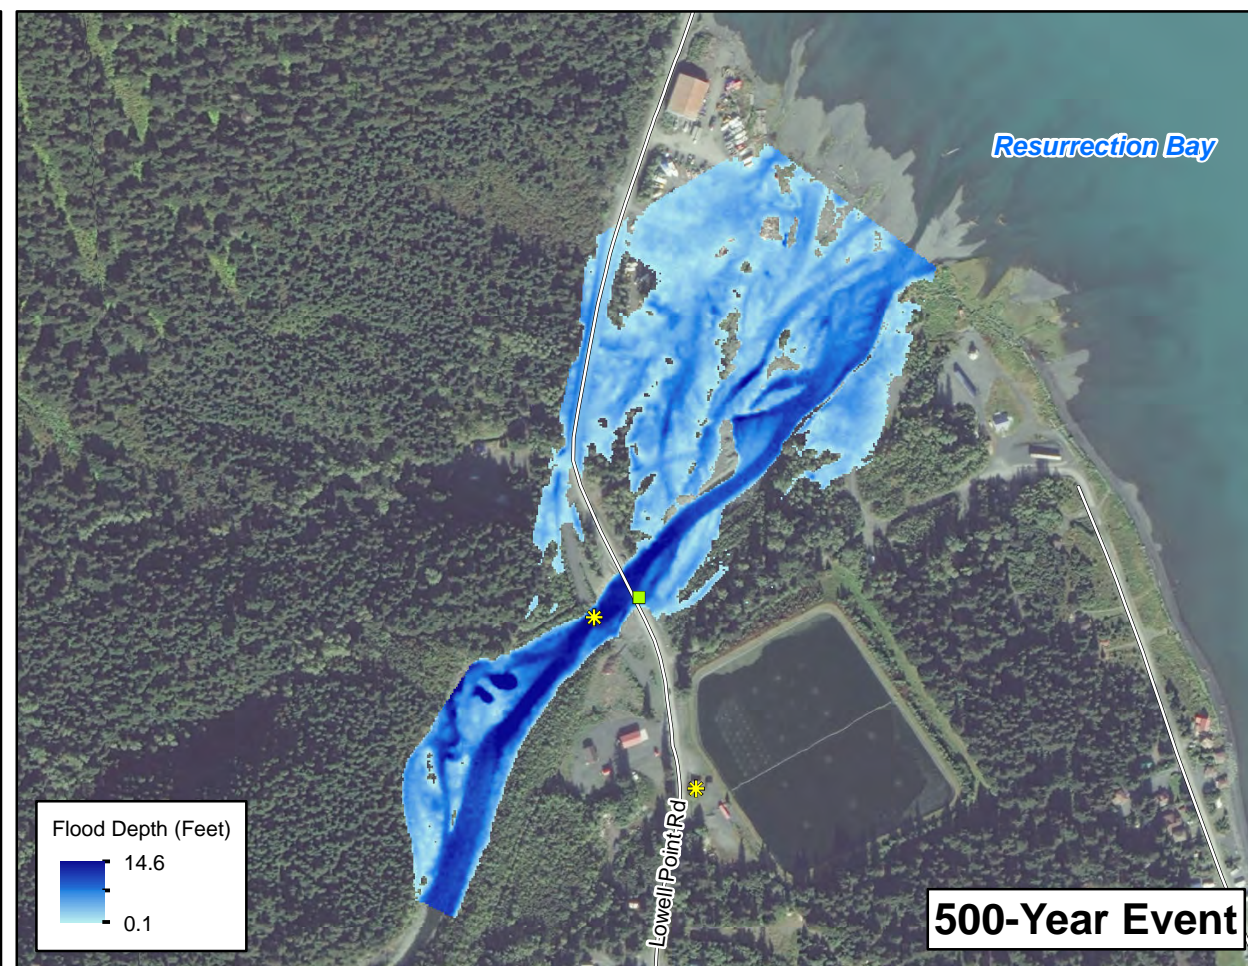 Resurrection Bay
Flood Depth (Feet)
14.6
0.1
Lowell Point Rd
500-Year Event